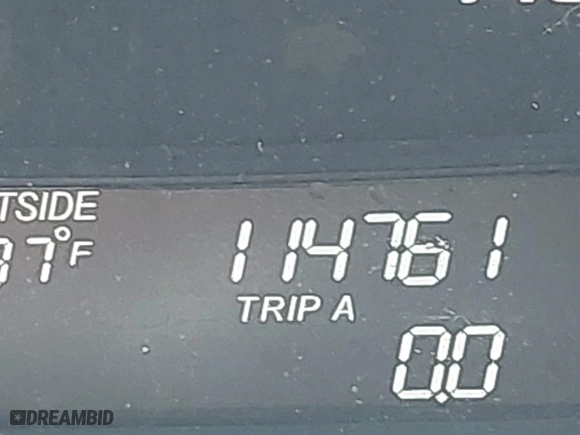 TSIDE
7°F
114761
TRIP A
0.0
DREAMBID